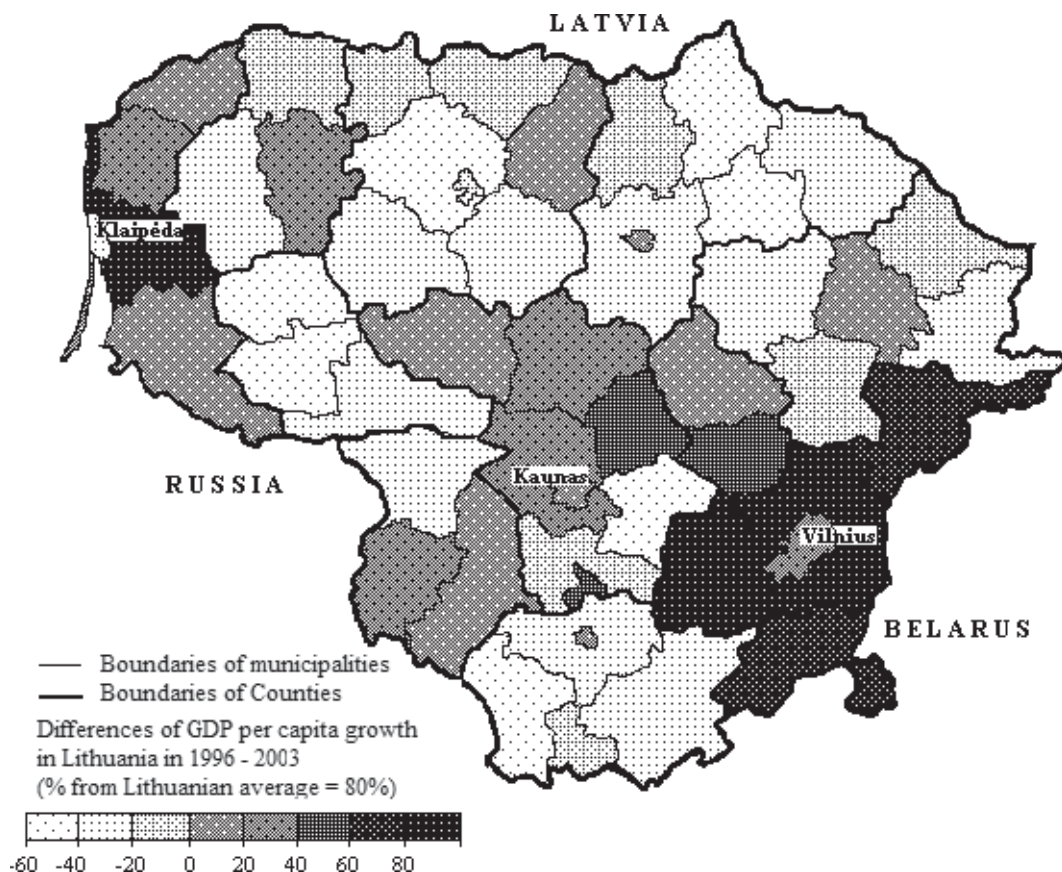 LATVIA
Klaipėda
RUSSIA
Kaunas
Vilnius
BELARUS
Boundaries of municipalities
Boundaries of Counties
Differences of GDP per capita growth
in Lithuania in 1996 - 2003
(% from Lithuanian average = 80%)
-60 -40 -20 0 20 40 60 80